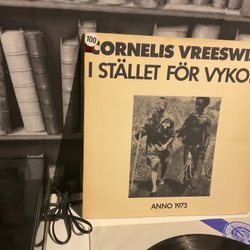 100
CORNELIS VREESWI
I STÄLLET FÖR VYKO
ANNO 1973